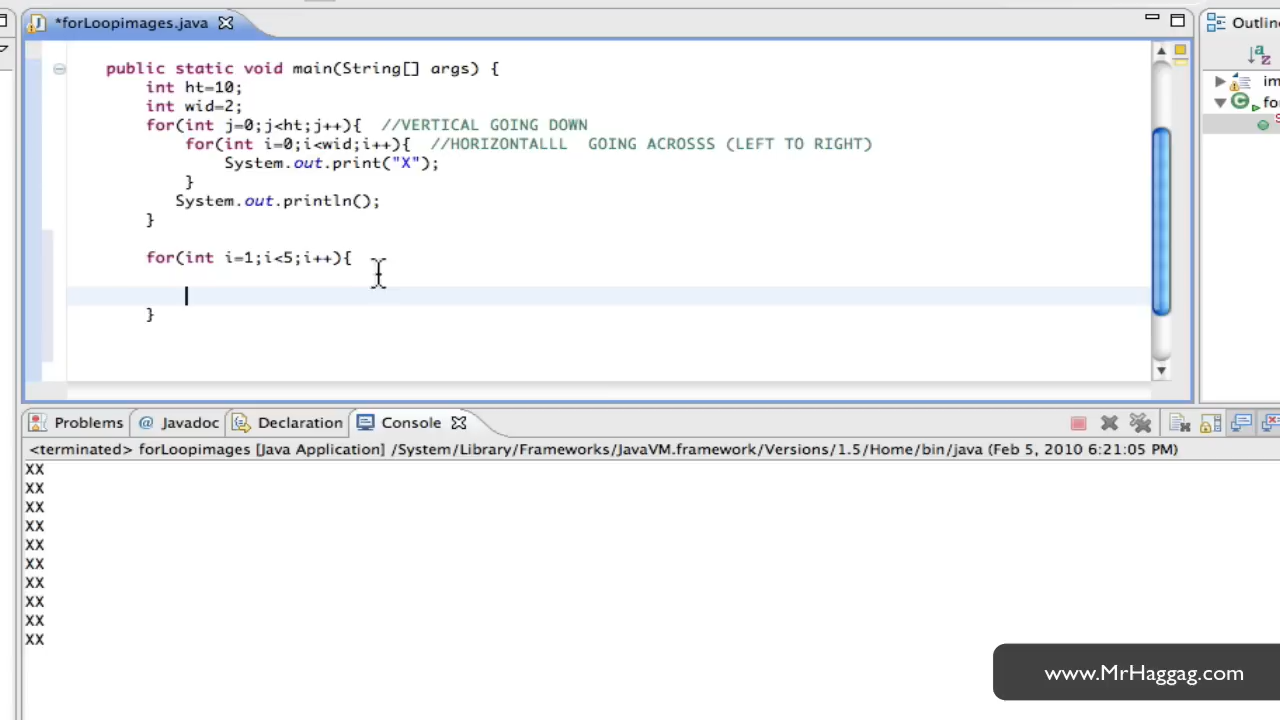 *forLoopimages.java
Outlin
public static void main(String[] args) {
int ht=10;
int wid=2;
for(int j=0;j<ht;j++){ //VERTICAL GOING DOWN
for(int i=0;i<wid;i++){ //HORIZONTALLL GOING ACROSSS (LEFT TO RIGHT)
System.out.print("X");
}
System.out.println();
}
for(int i=1;i<5;i++){
}
im
fo
S
Problems @ Javadoc Declaration Console
<terminated> forLoopimages [Java Application] /System/Library/Frameworks/JavaVM.framework/Versions/1.5/Home/bin/java (Feb 5, 2010 6:21:05 PM)
XX
XX
XX
XX
XX
XX
XX
XX
XX
XX
www.MrHaggag.com